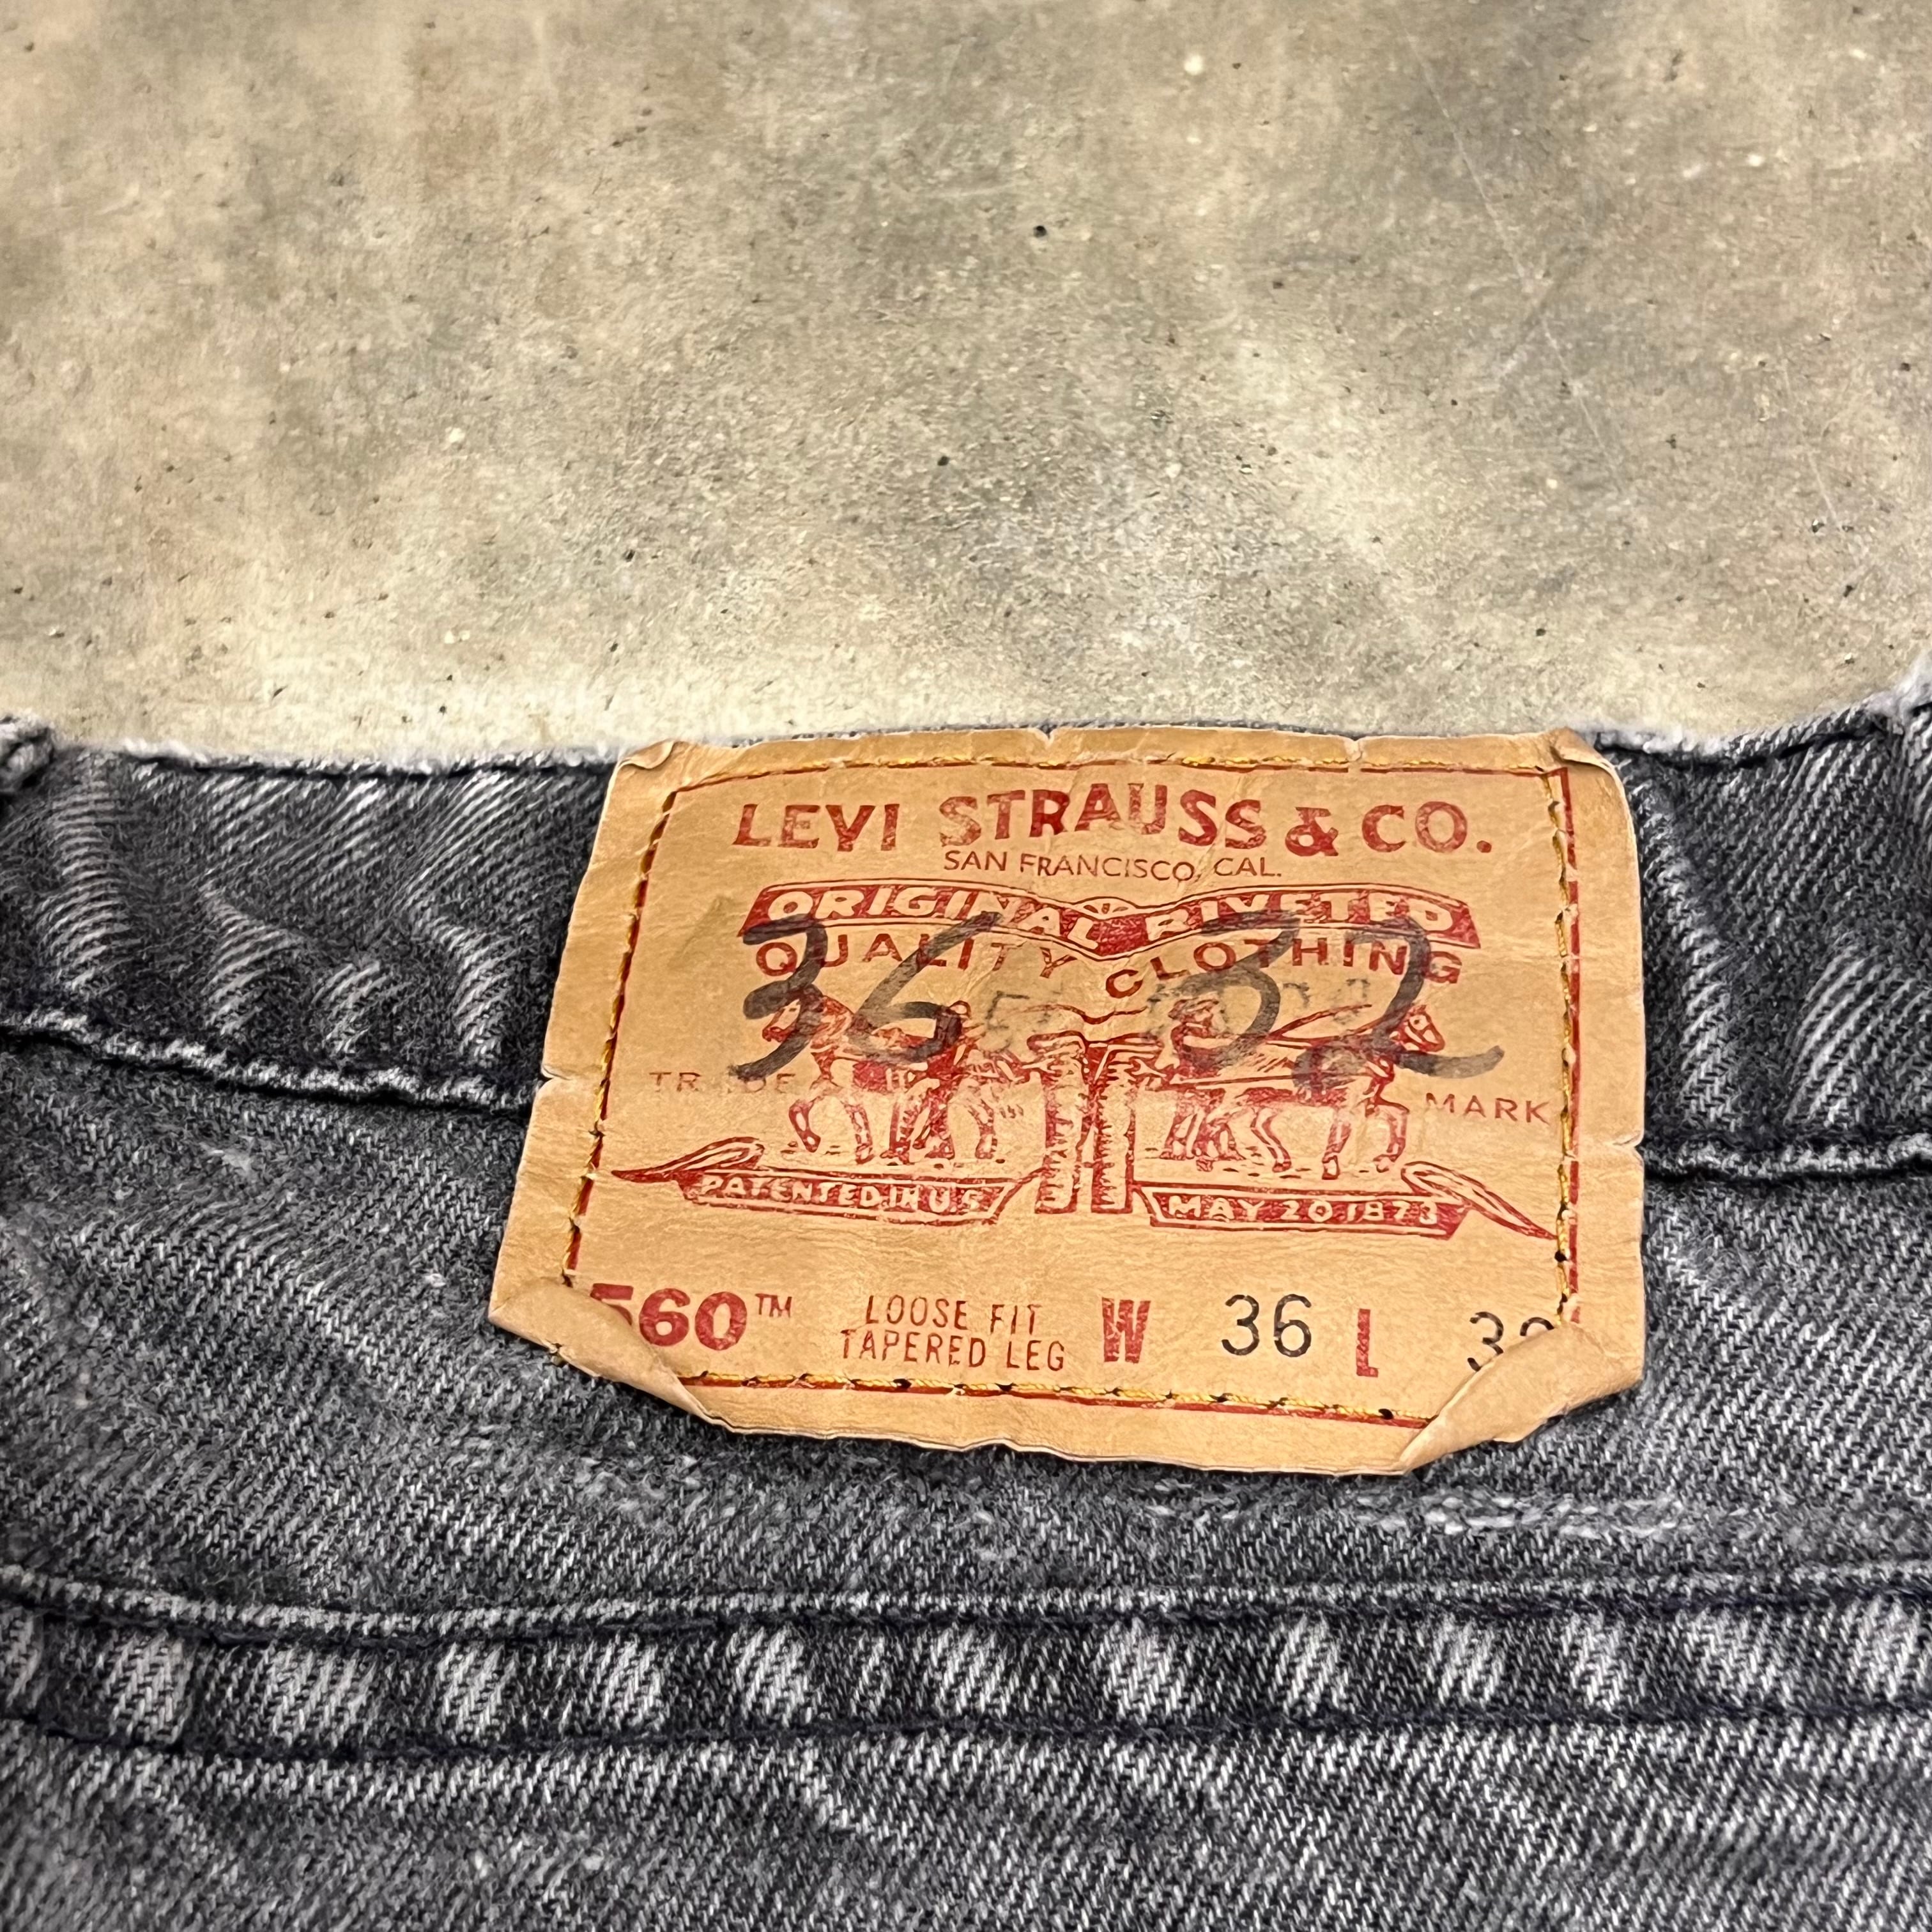 LEVI STRAUSS & CO.
SAN FRANCISCO, CAL.
ORIGINAL RIVETED
QUALITY CLOTHING
36 32
TRADE MARK
PATENTED IN U S MAY 20 1873
560™ LOOSE FIT TAPERED LEG W 36 L